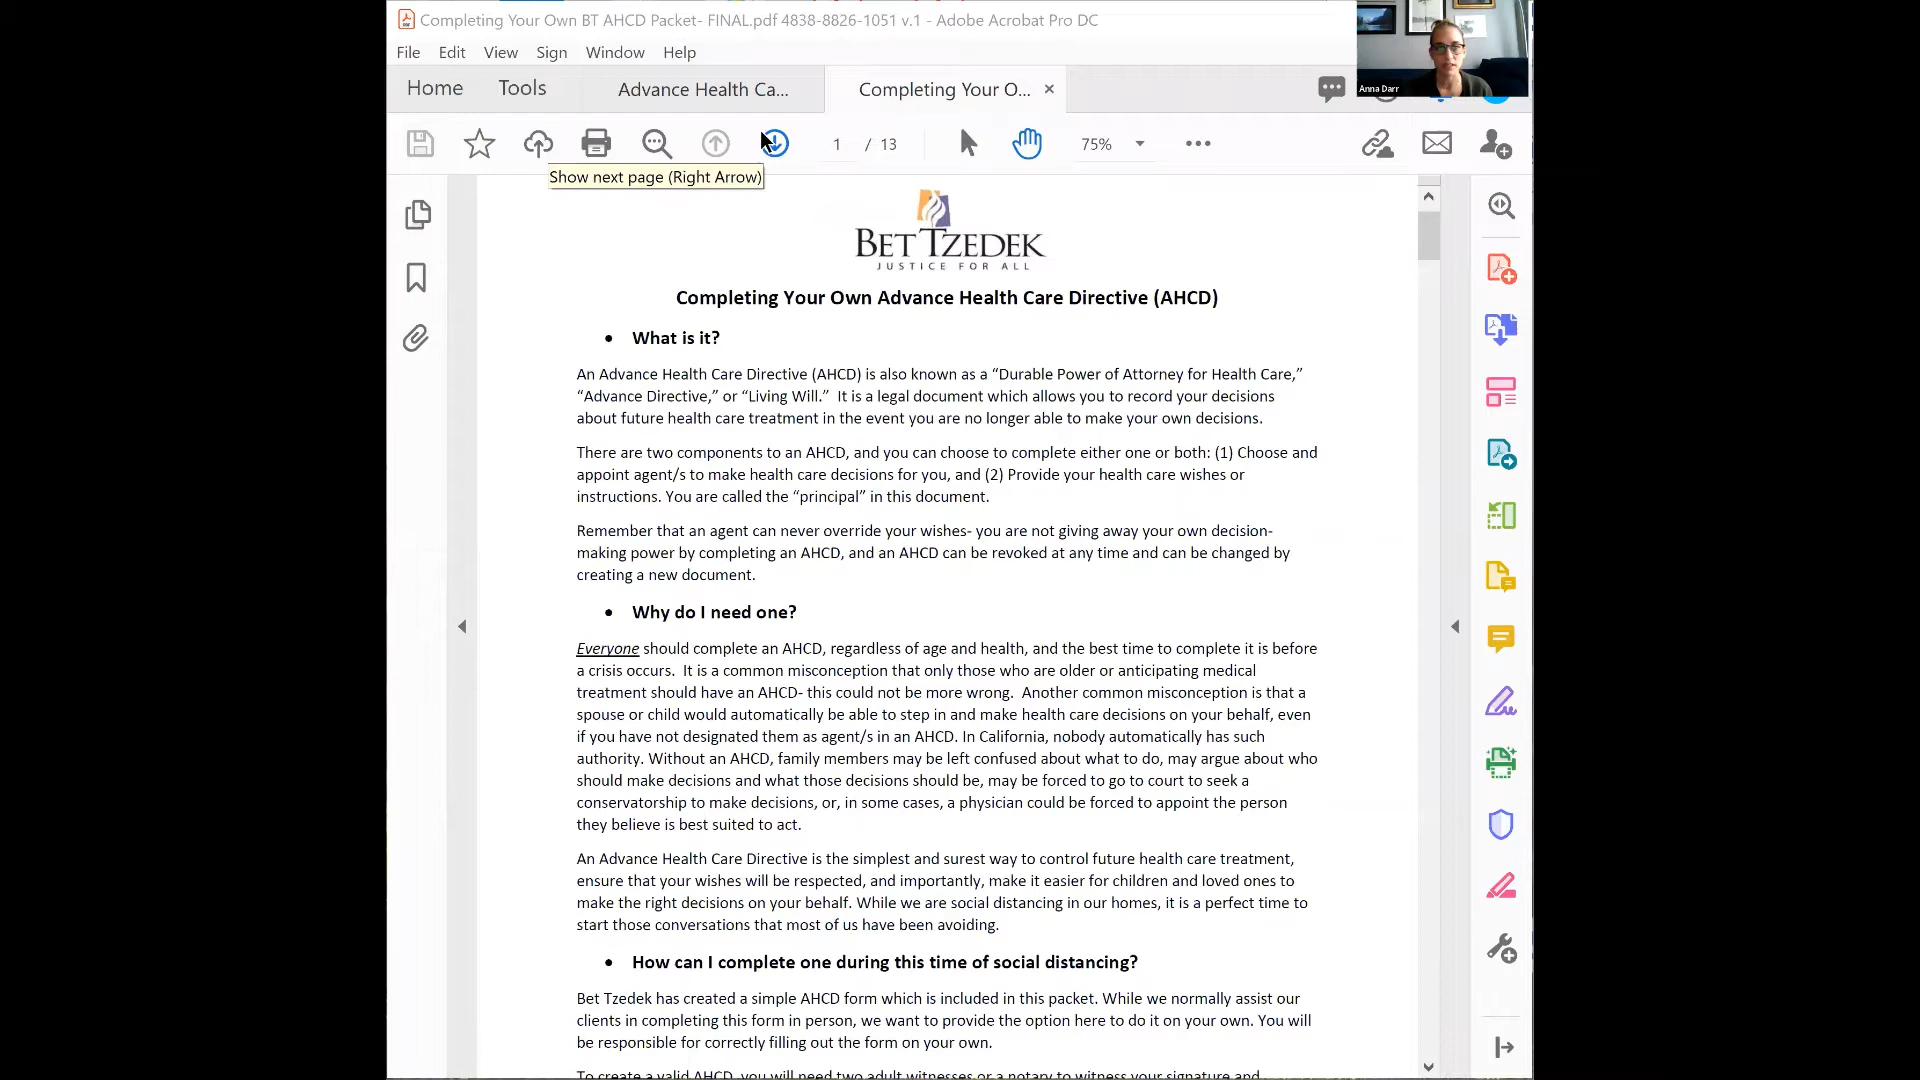 Completing Your Own BT AHCD Packet- FINAL.pdf 4838-8826-1051 v.1 - Adobe Acrobat Pro DC
File Edit View Sign Window Help
Anna Darr
Home Tools Advance Health Ca... Completing Your O... ×
1 / 13 75%
Show next page (Right Arrow)
BET TZEDEK
JUSTICE FOR ALL
Completing Your Own Advance Health Care Directive (AHCD)
• What is it?
An Advance Health Care Directive (AHCD) is also known as a “Durable Power of Attorney for Health Care,”
“Advance Directive,” or “Living Will.”  It is a legal document which allows you to record your decisions
about future health care treatment in the event you are no longer able to make your own decisions.
There are two components to an AHCD, and you can choose to complete either one or both: (1) Choose and
appoint agent/s to make health care decisions for you, and (2) Provide your health care wishes or
instructions. You are called the “principal” in this document.
Remember that an agent can never override your wishes- you are not giving away your own decision-
making power by completing an AHCD, and an AHCD can be revoked at any time and can be changed by
creating a new document.
• Why do I need one?
Everyone should complete an AHCD, regardless of age and health, and the best time to complete it is before
a crisis occurs.  It is a common misconception that only those who are older or anticipating medical
treatment should have an AHCD- this could not be more wrong.  Another common misconception is that a
spouse or child would automatically be able to step in and make health care decisions on your behalf, even
if you have not designated them as agent/s in an AHCD. In California, nobody automatically has such
authority. Without an AHCD, family members may be left confused about what to do, may argue about who
should make decisions and what those decisions should be, may be forced to go to court to seek a
conservatorship to make decisions, or, in some cases, a physician could be forced to appoint the person
they believe is best suited to act.
An Advance Health Care Directive is the simplest and surest way to control future health care treatment,
ensure that your wishes will be respected, and importantly, make it easier for children and loved ones to
make the right decisions on your behalf. While we are social distancing in our homes, it is a perfect time to
start those conversations that most of us have been avoiding.
• How can I complete one during this time of social distancing?
Bet Tzedek has created a simple AHCD form which is included in this packet. While we normally assist our
clients in completing this form in person, we want to provide the option here to do it on your own. You will
be responsible for correctly filling out the form on your own.
To create a valid AHCD, you will need two adult witnesses or a notary to witness your signature and